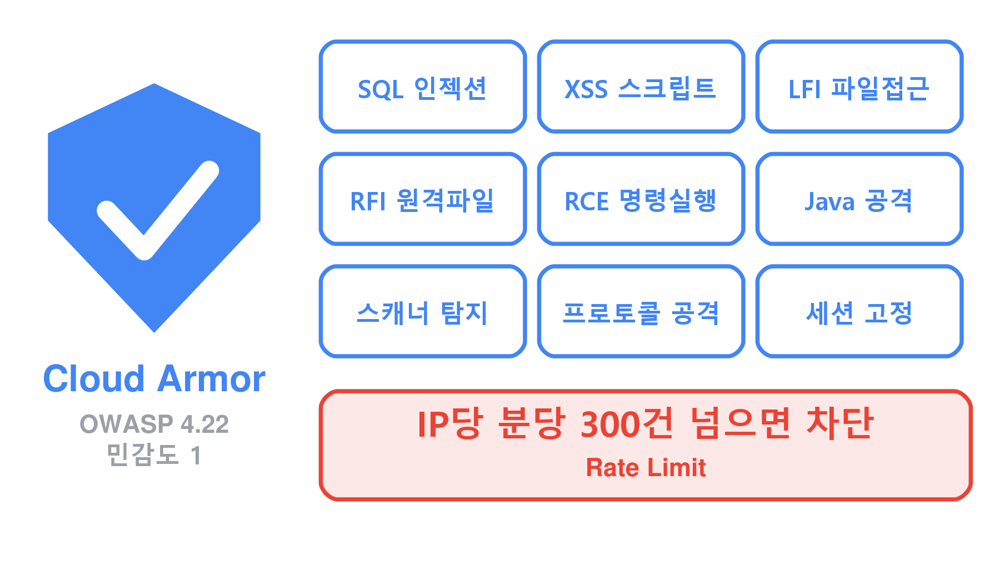 Cloud Armor
OWASP 4.22
민감도 1
SQL 인젝션
XSS 스크립트
LFI 파일접근
RFI 원격파일
RCE 명령실행
Java 공격
스캐너 탐지
프로토콜 공격
세션 고정
IP당 분당 300건 넘으면 차단
Rate Limit